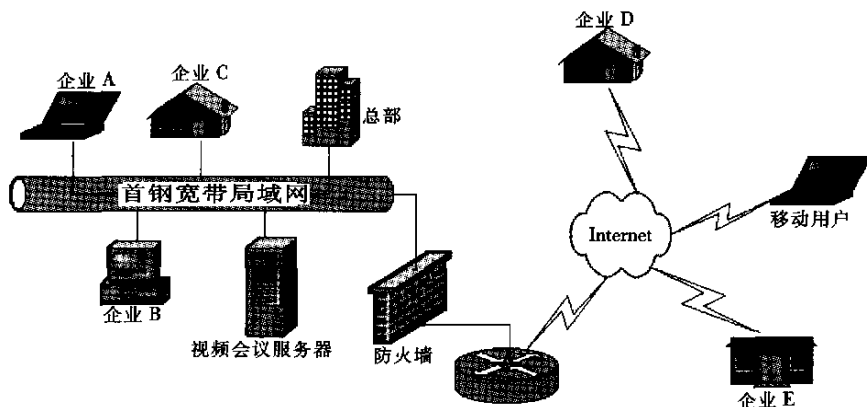 企业 D
企业 A
企业 C
总部
首钢宽带局域网
移动用户
Internet
企业 B
视频会议服务器
防火墙
企业 E